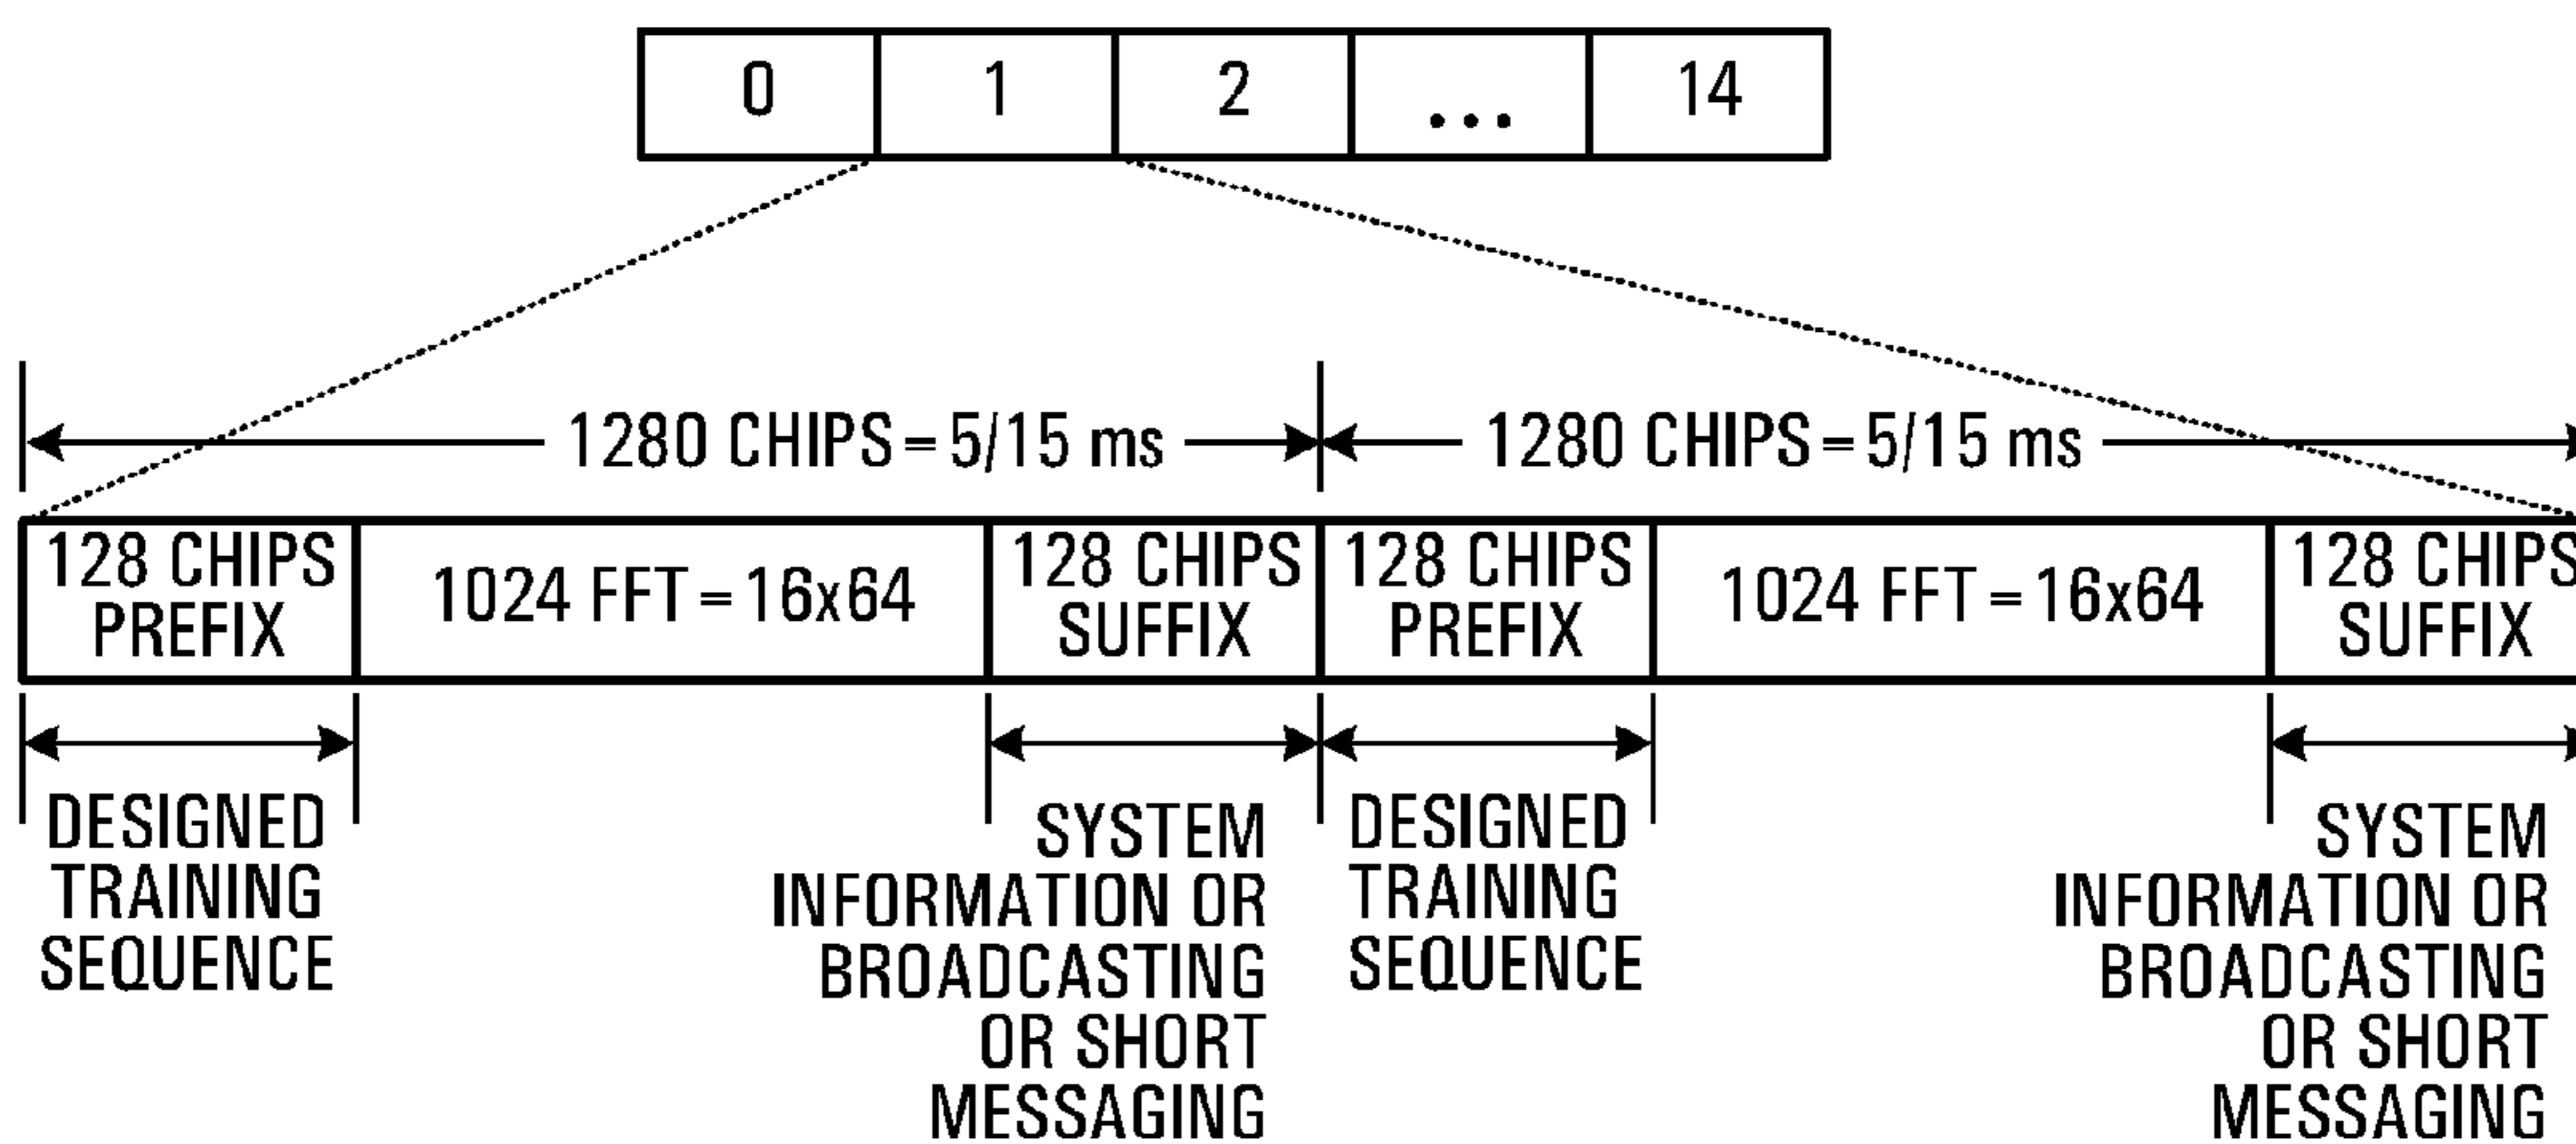 0 1 2 ... 14
1280 CHIPS = 5/15 ms 1280 CHIPS = 5/15 ms
128 CHIPS
PREFIX
1024 FFT = 16x64
128 CHIPS
SUFFIX
128 CHIPS
PREFIX
1024 FFT = 16x64
128 CHIPS
SUFFIX
DESIGNED
TRAINING
SEQUENCE
SYSTEM
INFORMATION OR
BROADCASTING
OR SHORT
MESSAGING
DESIGNED
TRAINING
SEQUENCE
SYSTEM
INFORMATION OR
BROADCASTING
OR SHORT
MESSAGING